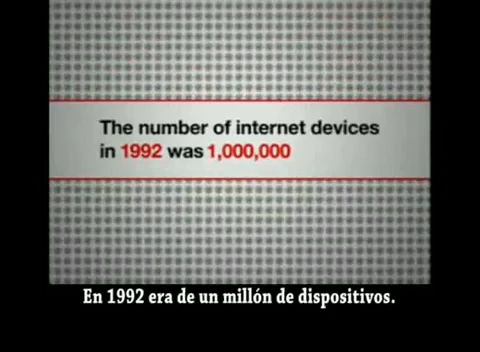 The number of internet devices
in 1992 was 1,000,000
En 1992 era de un millón de dispositivos.